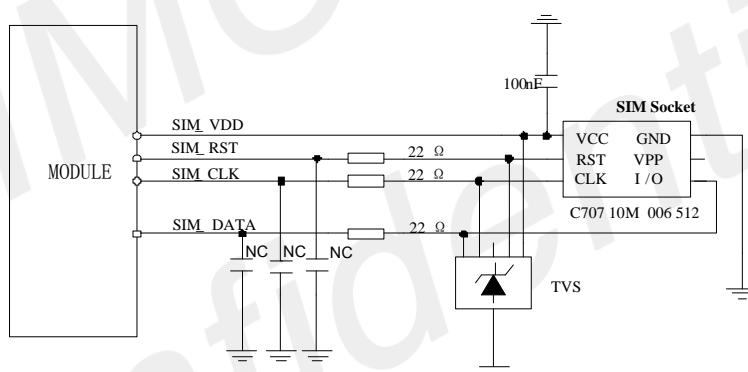 100nF
SIM Socket
SIM_VDD
VCC GND
SIM_RST
22 Ω
RST VPP
MODULE
SIM_CLK
22 Ω
CLK I/O
C707 10M 006 512
SIM_DATA
22 Ω
NC NC NC
TVS